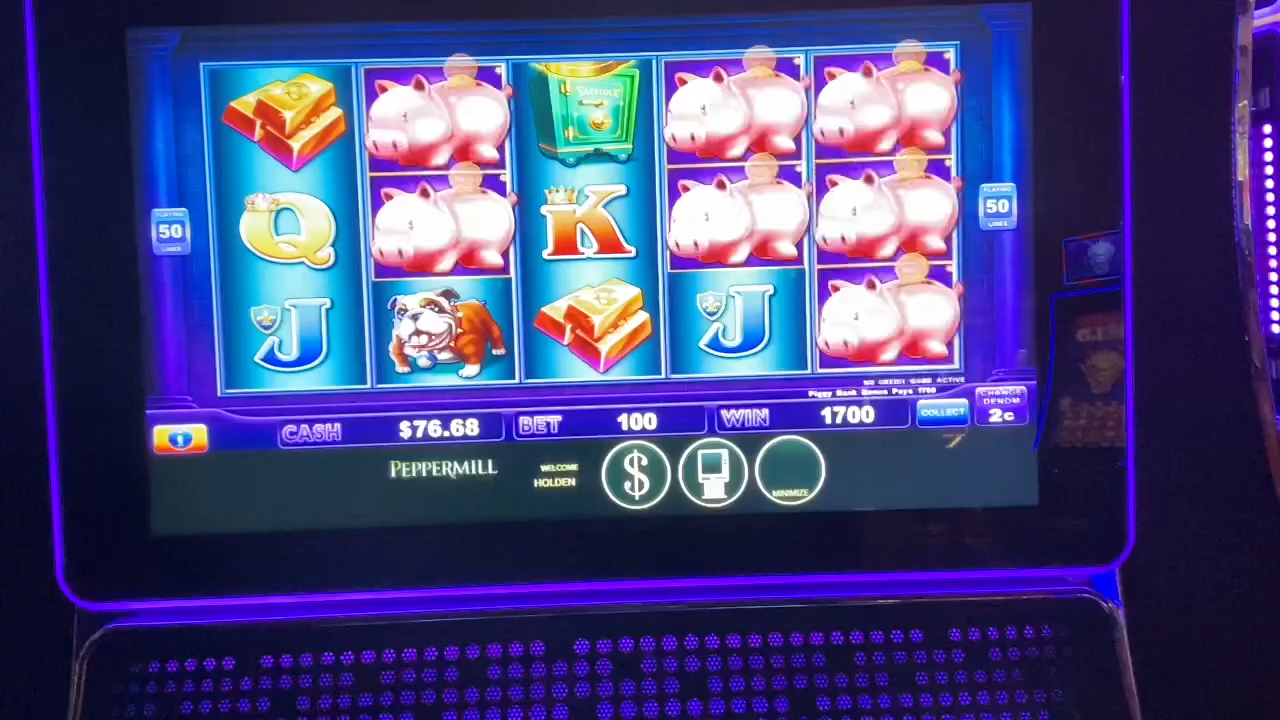 SAFELOCK
Q
K
J
J
PLAYING
50
LINES
PLAYING
50
LINES
Piggy Bank Bonus Pays 1700
CASH $76.68 BET 100 WIN 1700 COLLECT
CHANGE
DENOM
2¢
PEPPERMILL
WELCOME
HOLDEN
$
MINIMIZE